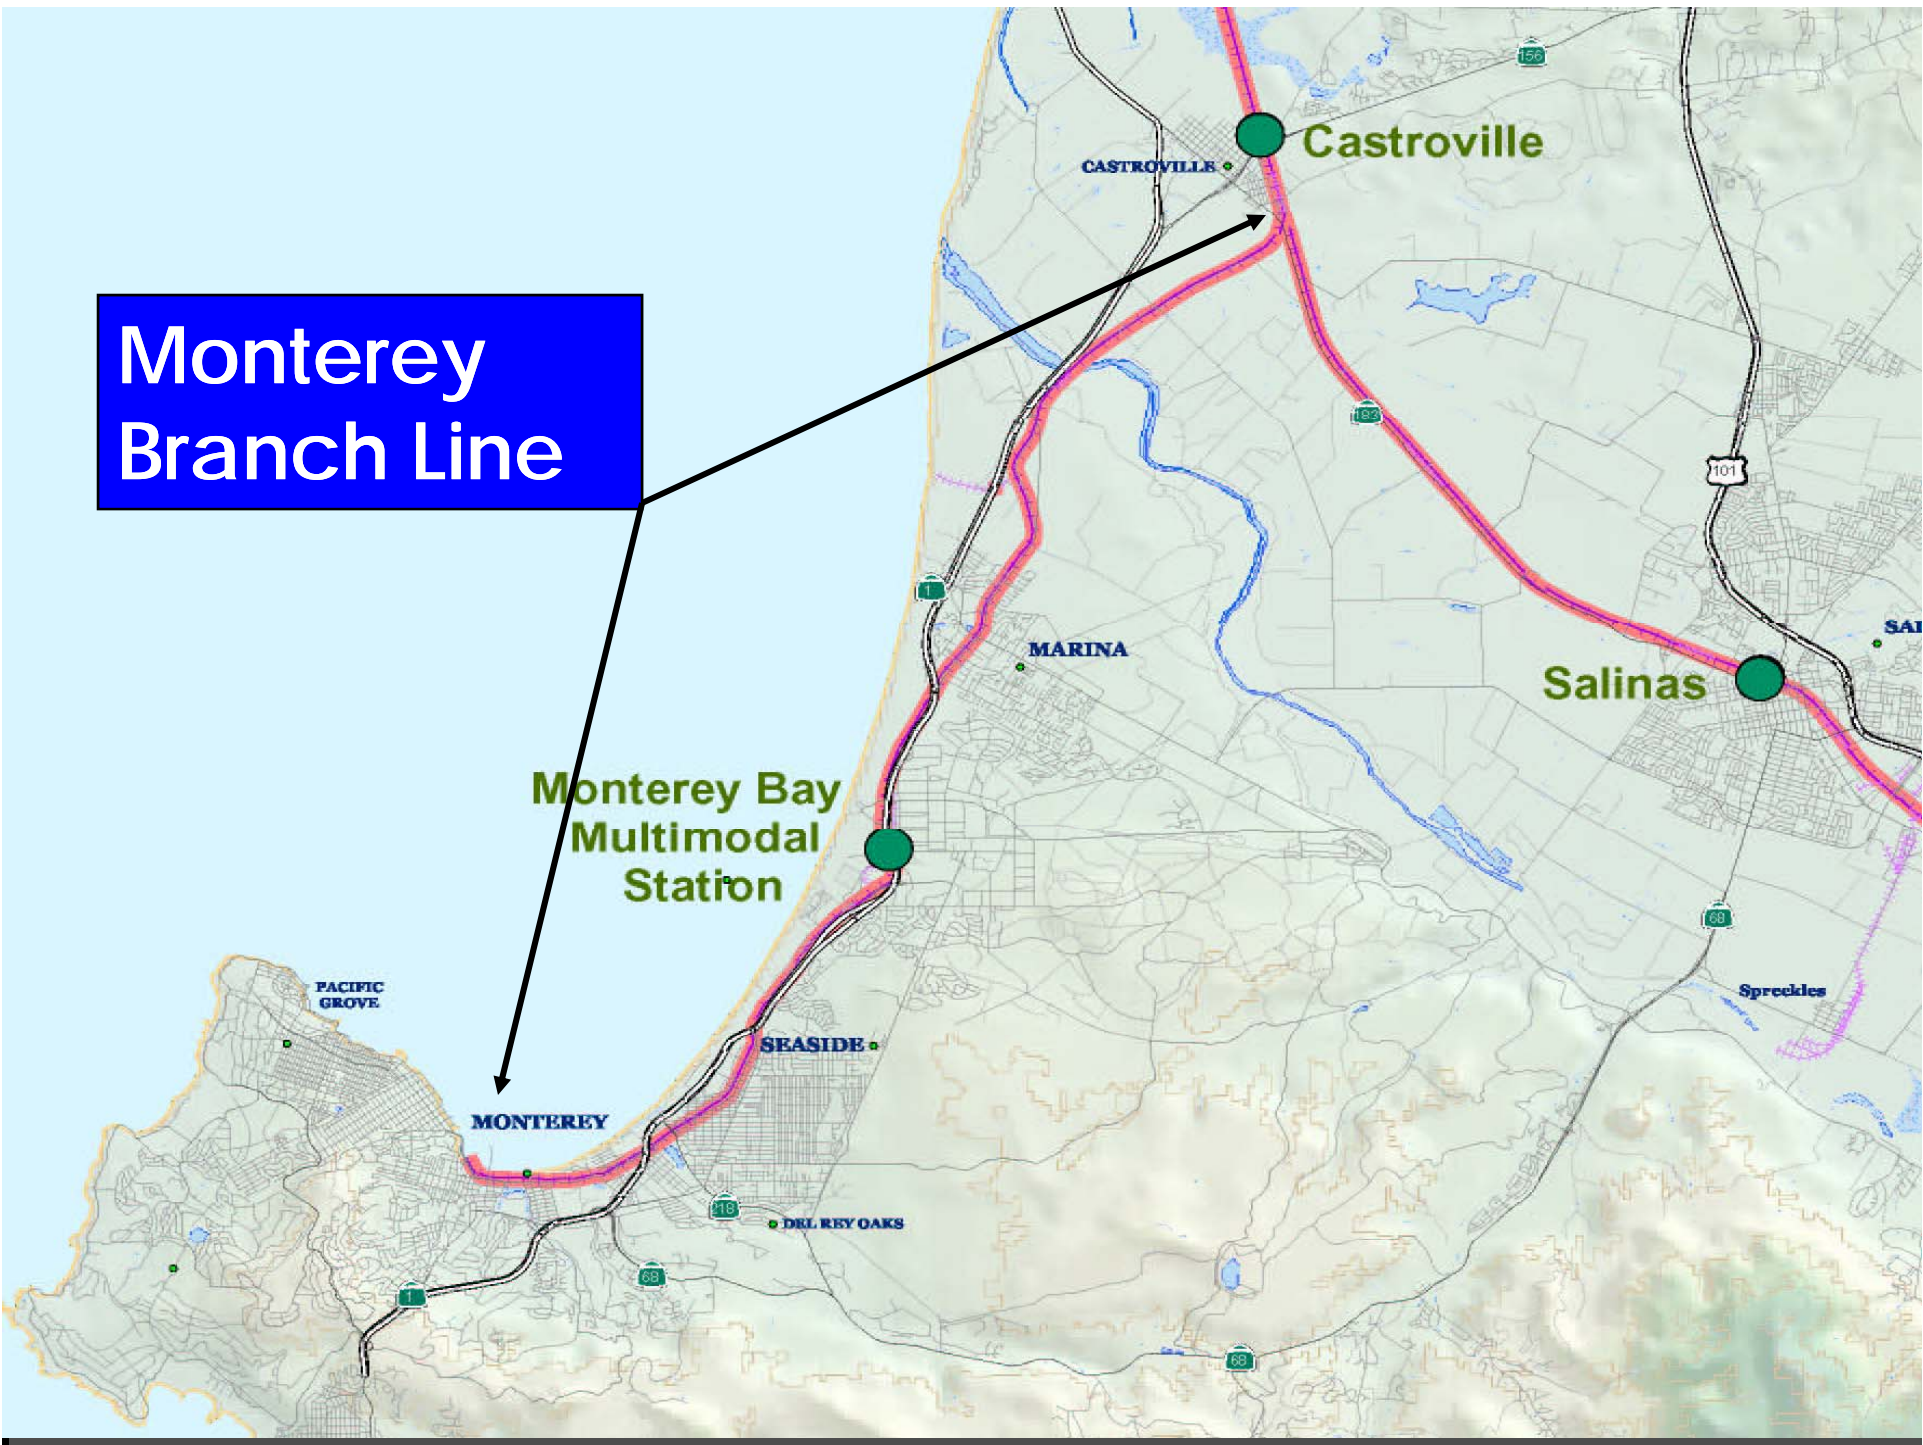 156
Castroville
CASTROVILLE
Monterey
Branch Line
183
101
1
MARINA
SAL
Salinas
Monterey Bay
Multimodal
Station
68
PACIFIC
GROVE
Spreckles
SEASIDE
MONTEREY
218
DEL REY OAKS
68
1
68